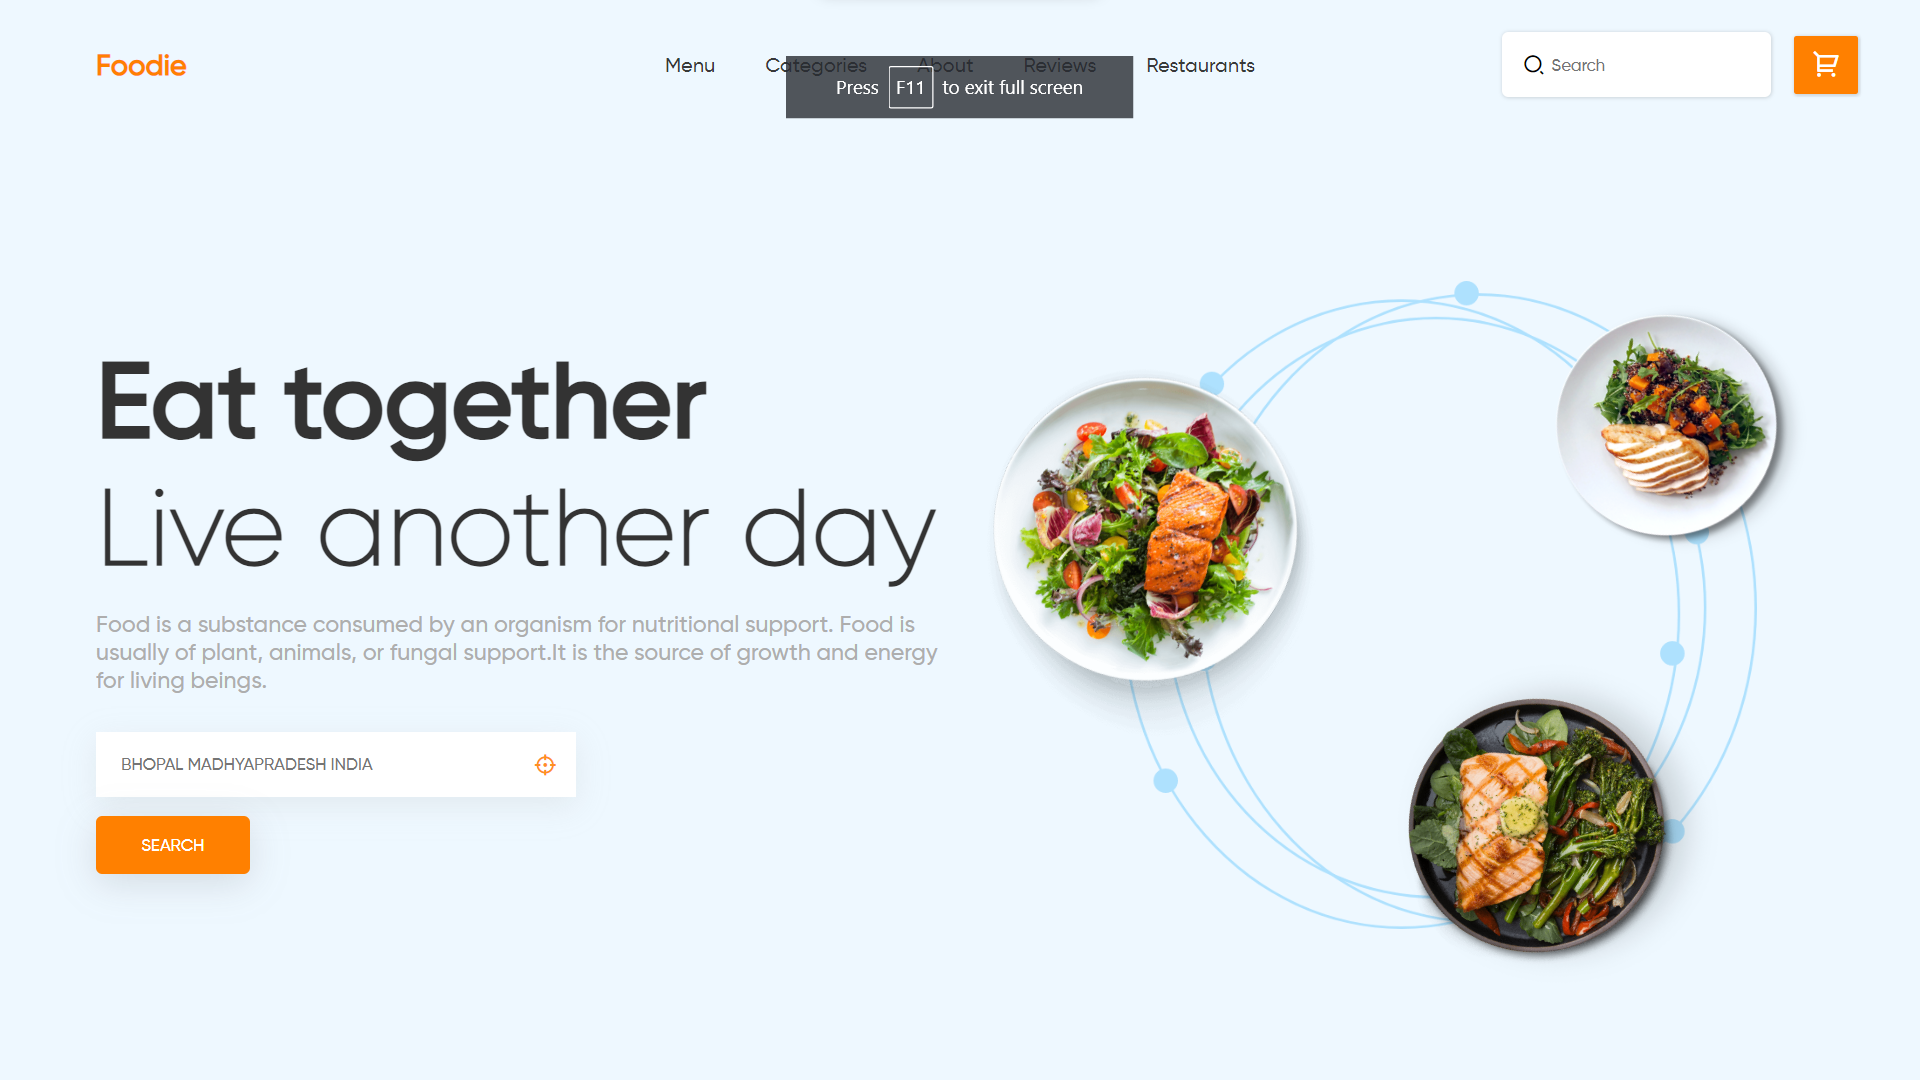 Foodie
Menu Categories About Reviews Restaurants
Search
Press F11 to exit full screen
Eat together
Live another day
Food is a substance consumed by an organism for nutritional support. Food is
usually of plant, animals, or fungal support.It is the source of growth and energy
for living beings.
BHOPAL MADHYAPRADESH INDIA
SEARCH